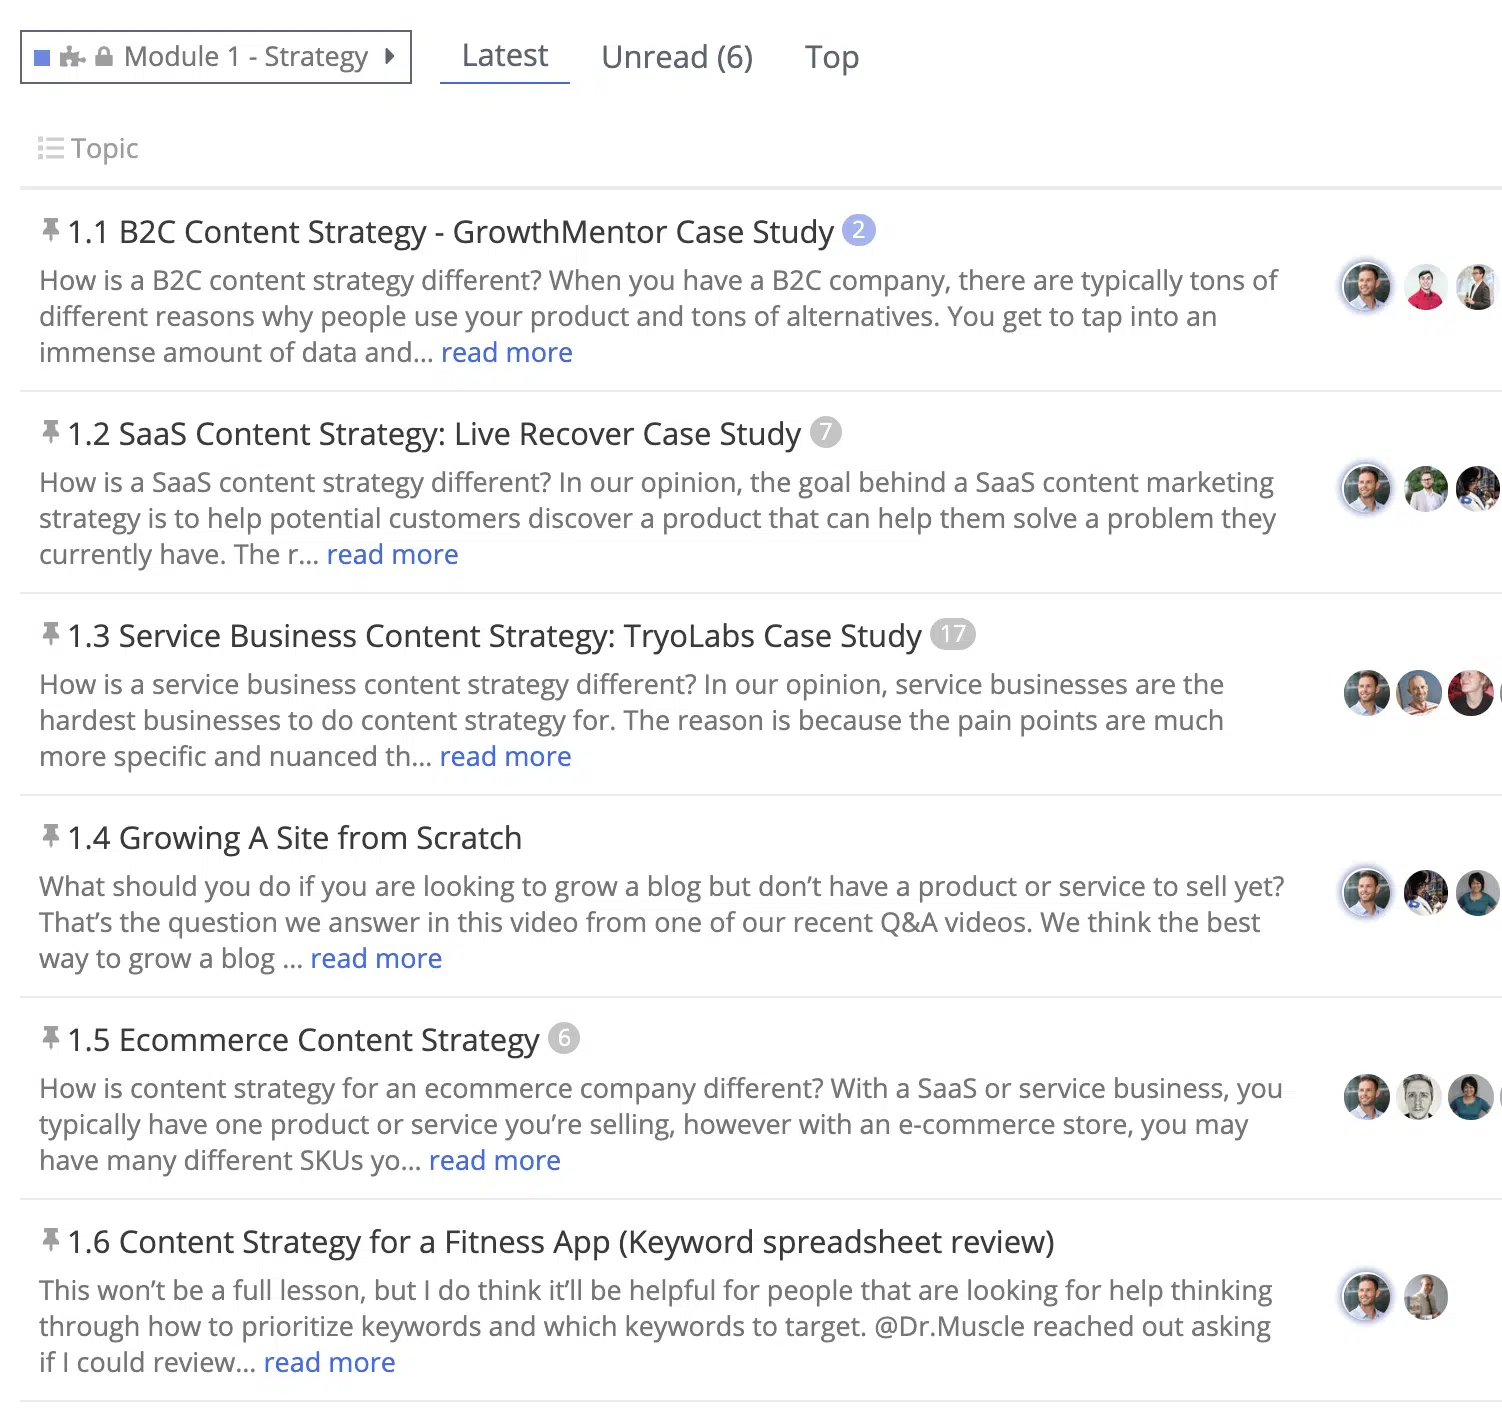 Module 1 - Strategy Latest Unread (6) Top
Topic
1.1 B2C Content Strategy - GrowthMentor Case Study 2
How is a B2C content strategy different? When you have a B2C company, there are typically tons of
different reasons why people use your product and tons of alternatives. You get to tap into an
immense amount of data and... read more
1.2 SaaS Content Strategy: Live Recover Case Study 7
How is a SaaS content strategy different? In our opinion, the goal behind a SaaS content marketing
strategy is to help potential customers discover a product that can help them solve a problem they
currently have. The r... read more
1.3 Service Business Content Strategy: TryoLabs Case Study 17
How is a service business content strategy different? In our opinion, service businesses are the
hardest businesses to do content strategy for. The reason is because the pain points are much
more specific and nuanced th... read more
1.4 Growing A Site from Scratch
What should you do if you are looking to grow a blog but don’t have a product or service to sell yet?
That’s the question we answer in this video from one of our recent Q&A videos. We think the best
way to grow a blog ... read more
1.5 Ecommerce Content Strategy 6
How is content strategy for an ecommerce company different? With a SaaS or service business, you
typically have one product or service you’re selling, however with an e-commerce store, you may
have many different SKUs yo... read more
1.6 Content Strategy for a Fitness App (Keyword spreadsheet review)
This won’t be a full lesson, but I do think it’ll be helpful for people that are looking for help thinking
through how to prioritize keywords and which keywords to target. @Dr.Muscle reached out asking
if I could review... read more